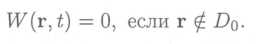 W(r, t) = 0, если r ∉ D₀.